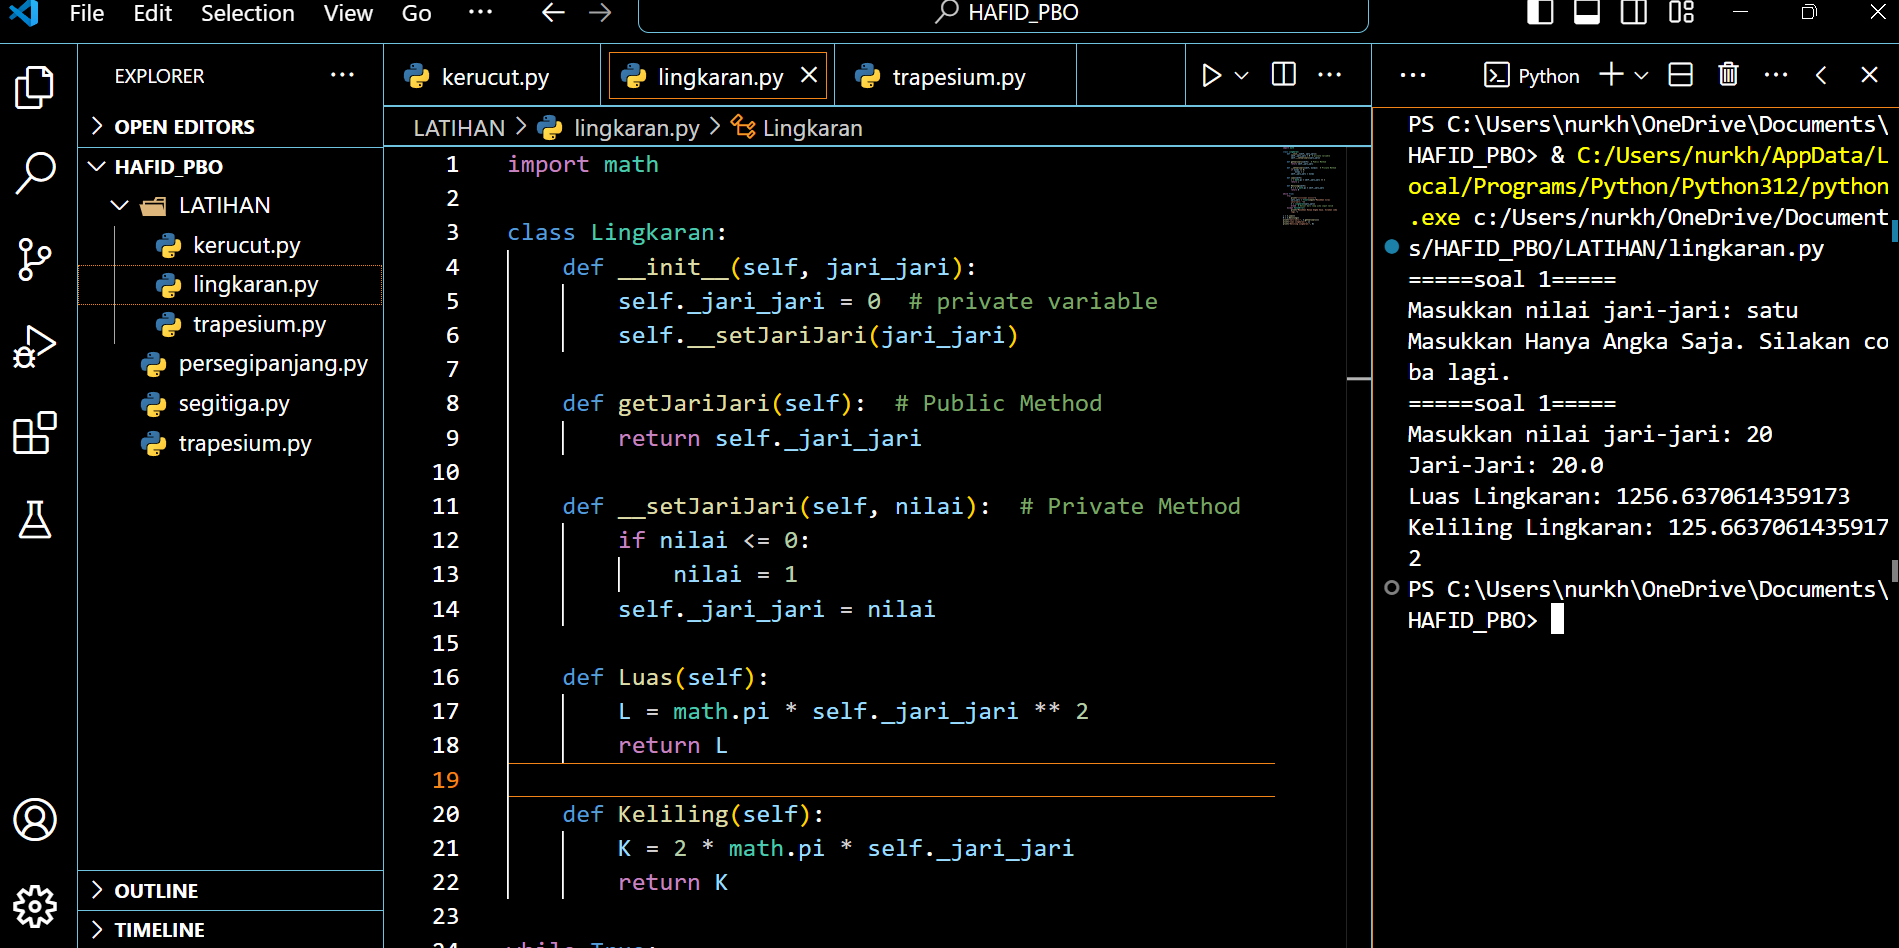 File Edit Selection View Go ··· HAFID_PBO
EXPLORER ···
OPEN EDITORS
HAFID_PBO
LATIHAN
kerucut.py
lingkaran.py
trapesium.py
persegipanjang.py
segitiga.py
trapesium.py
OUTLINE
TIMELINE
kerucut.py lingkaran.py trapesium.py ···
LATIHAN > lingkaran.py > Lingkaran
1 import math
2
3 class Lingkaran:
4     def __init__(self, jari_jari):
5         self._jari_jari = 0  # private variable
6         self.__setJariJari(jari_jari)
7
8     def getJariJari(self):  # Public Method
9         return self._jari_jari
10
11     def __setJariJari(self, nilai):  # Private Method
12         if nilai <= 0:
13             nilai = 1
14         self._jari_jari = nilai
15
16     def Luas(self):
17         L = math.pi * self._jari_jari ** 2
18         return L
19
20     def Keliling(self):
21         K = 2 * math.pi * self._jari_jari
22         return K
23
24 while True:
··· Python ···
PS C:\Users\nurkh\OneDrive\Documents\
HAFID_PBO> & C:/Users/nurkh/AppData/L
ocal/Programs/Python/Python312/python
.exe c:/Users/nurkh/OneDrive/Document
s/HAFID_PBO/LATIHAN/lingkaran.py
=====soal 1=====
Masukkan nilai jari-jari: satu
Masukkan Hanya Angka Saja. Silakan co
ba lagi.
=====soal 1=====
Masukkan nilai jari-jari: 20
Jari-Jari: 20.0
Luas Lingkaran: 1256.6370614359173
Keliling Lingkaran: 125.6637061435917
2
PS C:\Users\nurkh\OneDrive\Documents\
HAFID_PBO>